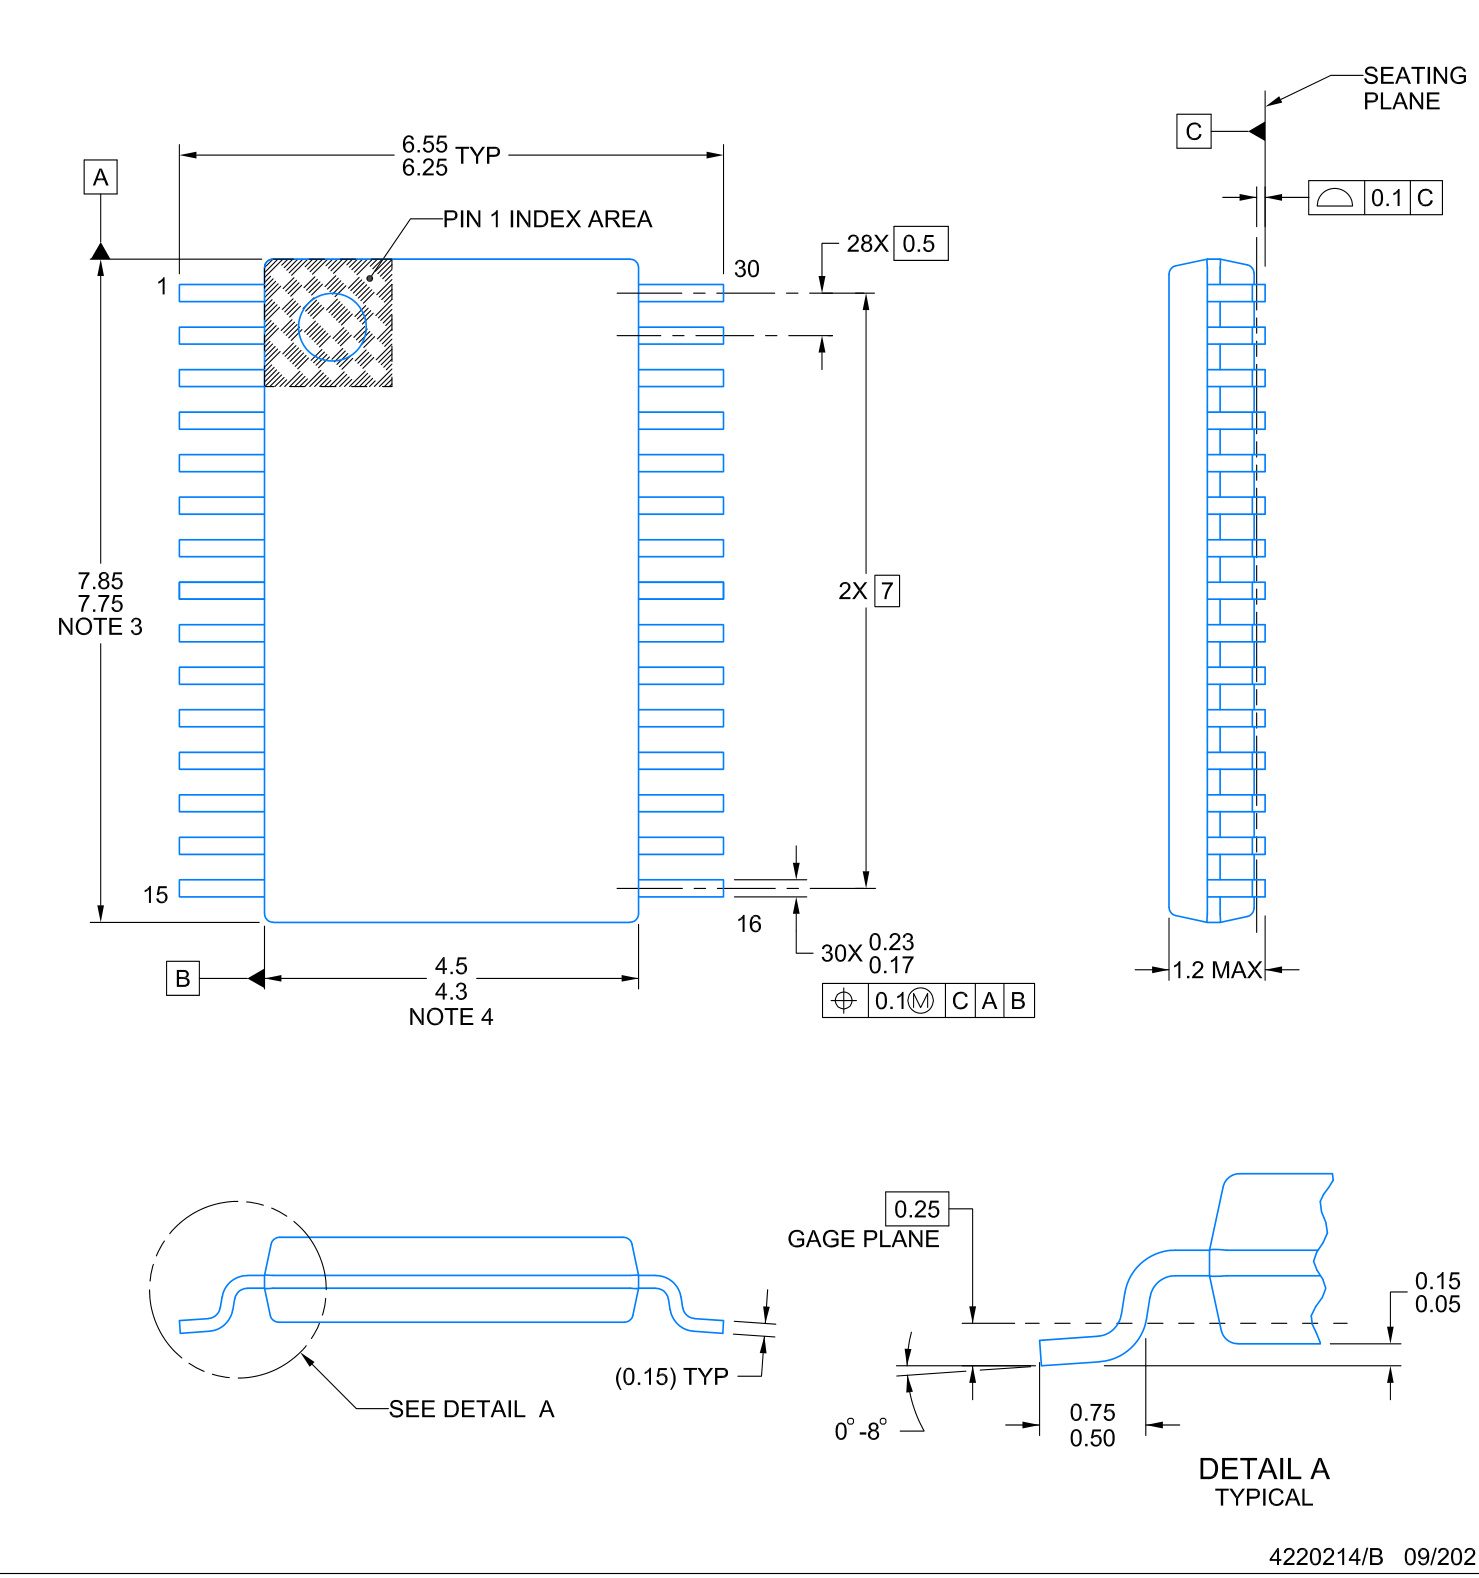 SEATING
PLANE
C
6.55
6.25
TYP
A
0.1 C
PIN 1 INDEX AREA
28X 0.5
30
1
7.85
7.75
NOTE 3
2X 7
15
16
30X 0.23
0.17
4.5
4.3
NOTE 4
B
1.2 MAX
0.1Ⓜ C A B
0.25
GAGE PLANE
0.15
0.05
(0.15) TYP
SEE DETAIL A
0°-8°
0.75
0.50
DETAIL A
TYPICAL
4220214/B 09/202